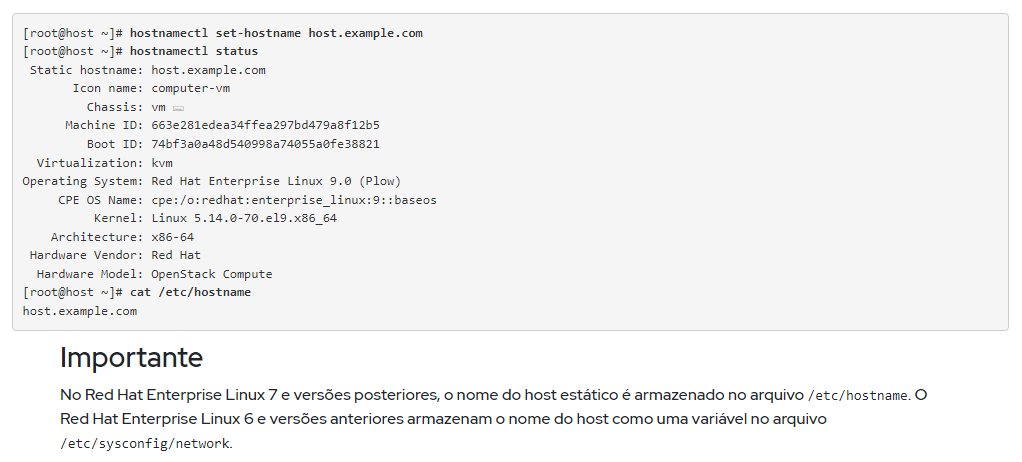 [root@host ~]# hostnamectl set-hostname host.example.com
[root@host ~]# hostnamectl status
Static hostname: host.example.com
Icon name: computer-vm
Chassis: vm
Machine ID: 663e281edea34ffea297bd479a8f12b5
Boot ID: 74bf3a0a48d540998a74055a0fe38821
Virtualization: kvm
Operating System: Red Hat Enterprise Linux 9.0 (Plow)
CPE OS Name: cpe:/o:redhat:enterprise_linux:9::baseos
Kernel: Linux 5.14.0-70.el9.x86_64
Architecture: x86-64
Hardware Vendor: Red Hat
Hardware Model: OpenStack Compute
[root@host ~]# cat /etc/hostname
host.example.com
Importante
No Red Hat Enterprise Linux 7 e versões posteriores, o nome do host estático é armazenado no arquivo /etc/hostname. O
Red Hat Enterprise Linux 6 e versões anteriores armazenam o nome do host como uma variável no arquivo
/etc/sysconfig/network.